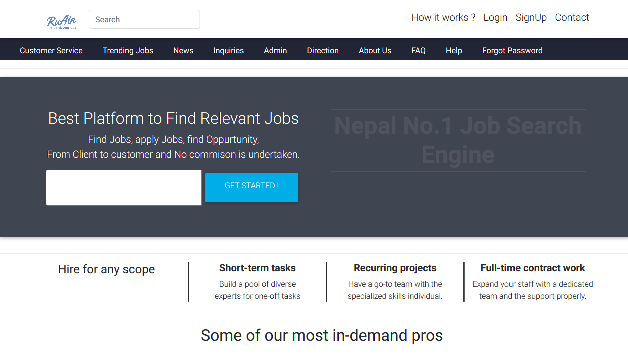 RuAin
Search
How it works ? Login SignUp Contact
Customer Service Trending Jobs News Inquiries Admin Direction About Us FAQ Help Forgot Password
Best Platform to Find Relevant Jobs
Find Jobs, apply Jobs, find Oppurtunity,
From Client to customer and No commison is undertaken.
GET STARTED!
Nepal No.1 Job Search
Engine
Hire for any scope
Short-term tasks
Build a pool of diverse
experts for one-off tasks
Recurring projects
Have a go-to team with the
specialized skills individual.
Full-time contract work
Expand your staff with a dedicated
team and the support properly.
Some of our most in-demand pros